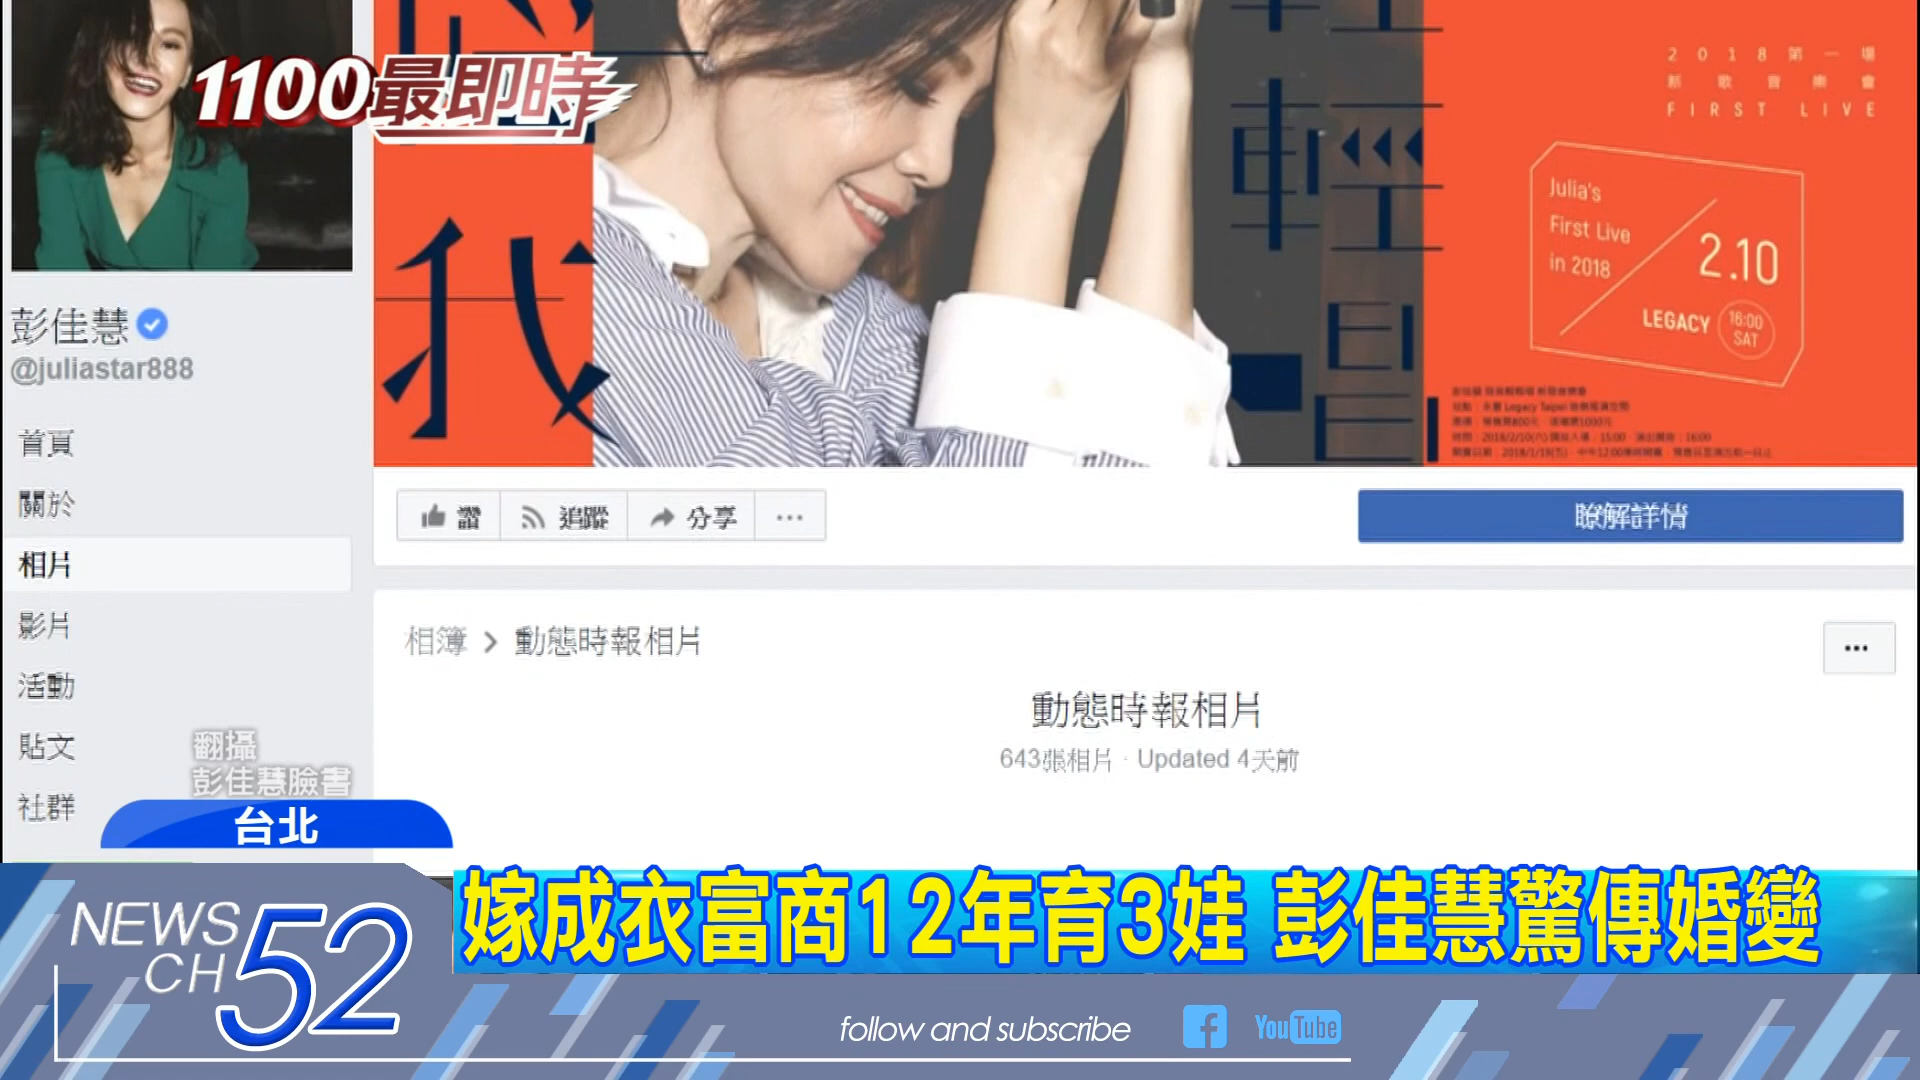 1100最即時
我
輕
2018第一場
新歌音樂會
FIRST LIVE
Julia's
First Live
in 2018
2.10
LEGACY
16:00
SAT
彭佳慧
@juliastar888
首頁
關於
相片
影片
活動
貼文
社群
讚
追蹤
分享
瞭解詳情
相簿 > 動態時報相片
動態時報相片
643張相片 · Updated 4天前
翻攝
彭佳慧臉書
台北
嫁成衣富商12年育3娃 彭佳慧驚傳婚變
NEWS
CH 52
follow and subscribe
YouTube